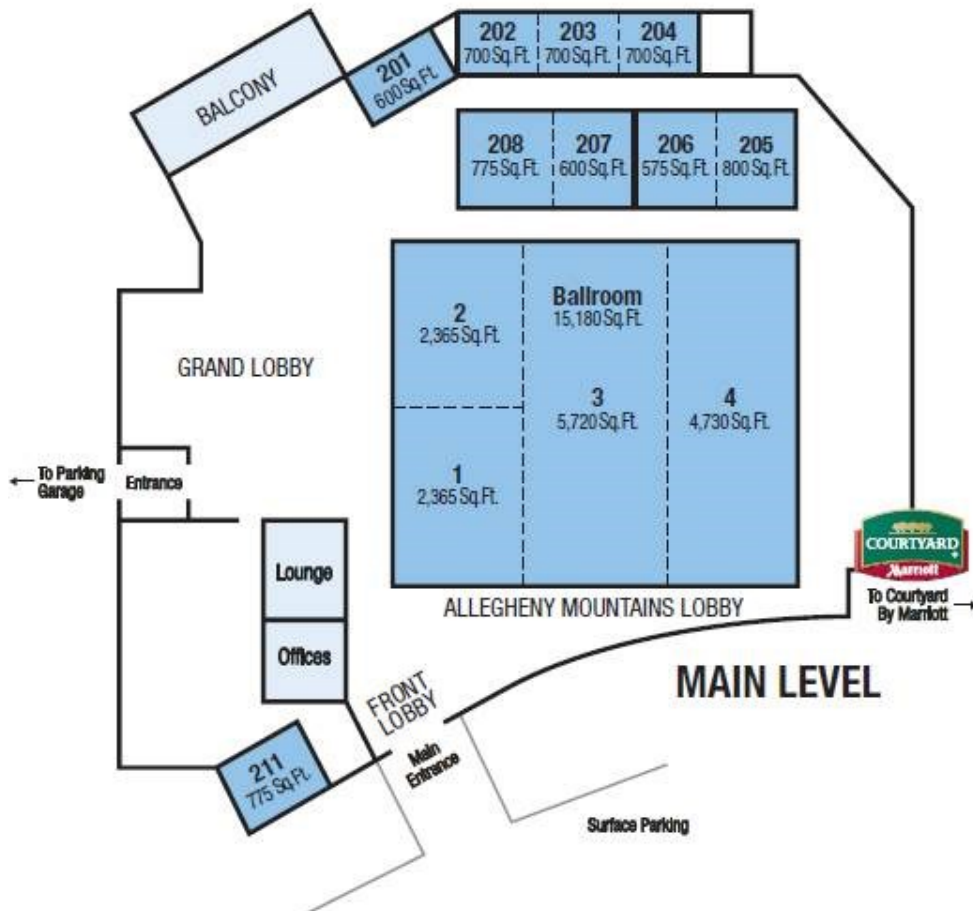 202
700 Sq. Ft.
203
700 Sq. Ft.
204
700 Sq. Ft.
201
600 Sq. Ft.
BALCONY
208
775 Sq. Ft.
207
600 Sq. Ft.
206
575 Sq. Ft.
205
800 Sq. Ft.
Ballroom
15,180 Sq. Ft.
2
2,365 Sq. Ft.
GRAND LOBBY
3
5,720 Sq. Ft.
4
4,730 Sq. Ft.
1
2,365 Sq. Ft.
← To Parking
Garage
Entrance
COURTYARD
Marriott
To Courtyard →
By Marriott
Lounge
ALLEGHENY MOUNTAINS LOBBY
Offices
MAIN LEVEL
FRONT
LOBBY
Main
Entrance
211
775 Sq. Ft.
Surface Parking